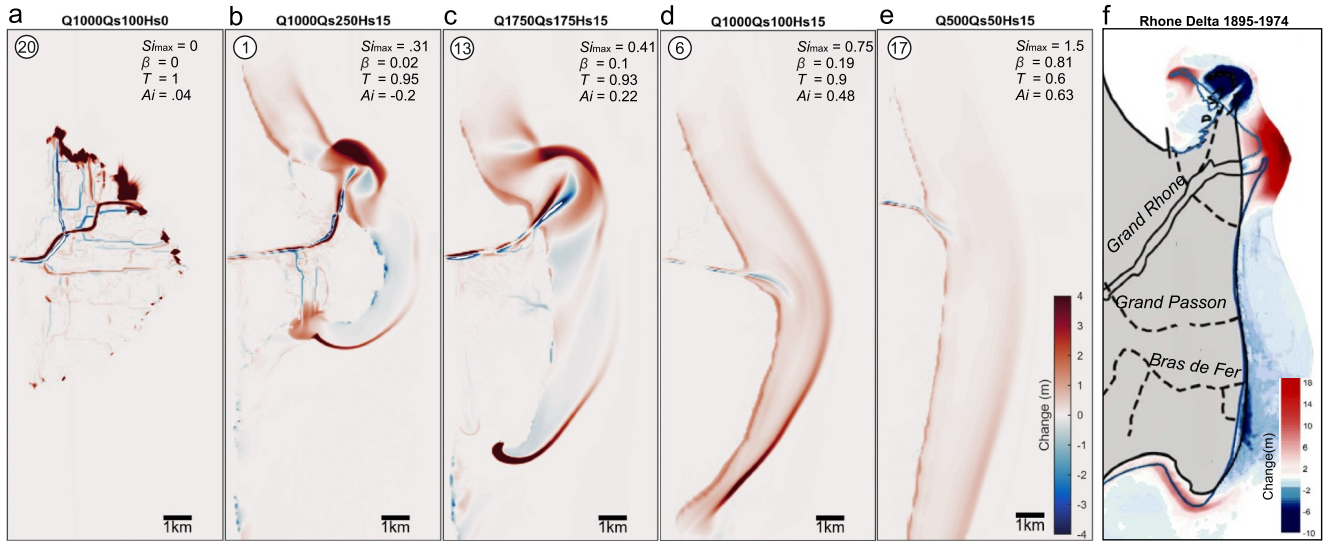 a
Q1000Qs100Hs0
20
Simax = 0
β = 0
T = 1
Ai = .04
1km
b
Q1000Qs250Hs15
1
Simax = .31
β = 0.02
T = 0.95
Ai = -0.2
1km
c
Q1750Qs175Hs15
13
Simax = 0.41
β = 0.1
T = 0.93
Ai = 0.22
1km
d
Q1000Qs100Hs15
6
Simax = 0.75
β = 0.19
T = 0.9
Ai = 0.48
1km
e
Q500Qs50Hs15
17
Simax = 1.5
β = 0.81
T = 0.6
Ai = 0.63
Change (m)
4
3
2
1
0
-1
-2
-3
-4
1km
f
Rhone Delta 1895-1974
Grand Rhone
Grand Passon
Bras de Fer
Change(m)
18
14
10
6
2
-2
-6
-10